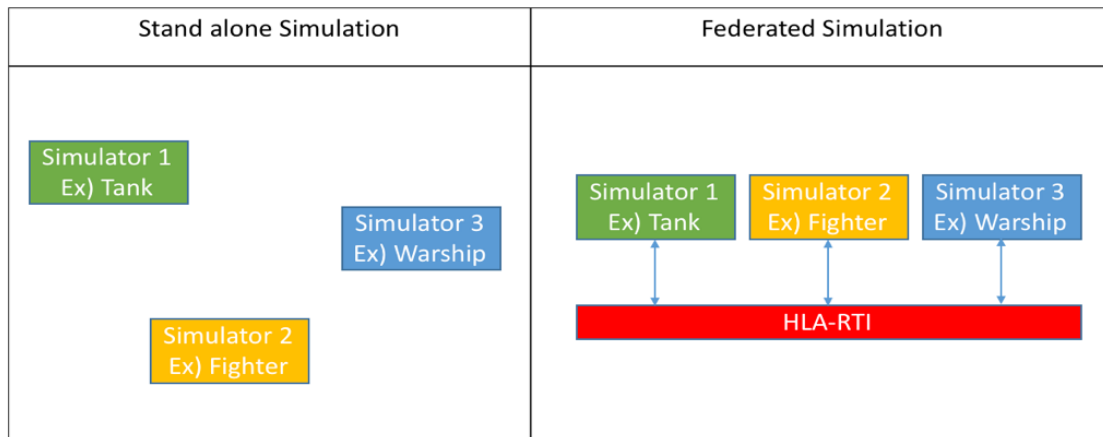 Stand alone Simulation
Federated Simulation
Simulator 1
Ex) Tank
Simulator 3
Ex) Warship
Simulator 2
Ex) Fighter
Simulator 1
Ex) Tank
Simulator 2
Ex) Fighter
Simulator 3
Ex) Warship
HLA-RTI